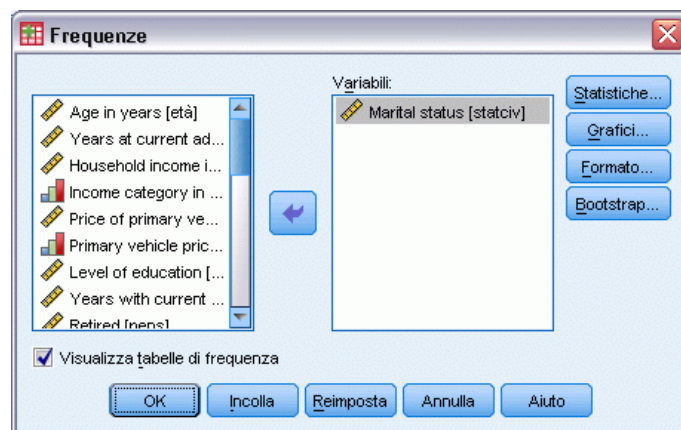 Frequenze
Variabili:
Age in years [età]
Years at current ad...
Household income i...
Income category in ...
Price of primary ve...
Primary vehicle pric...
Level of education [...
Years with current ...
Retired [pens]
Marital status [statciv]
Statistiche...
Grafici...
Formato...
Bootstrap...
Visualizza tabelle di frequenza
OK Incolla Reimposta Annulla Aiuto